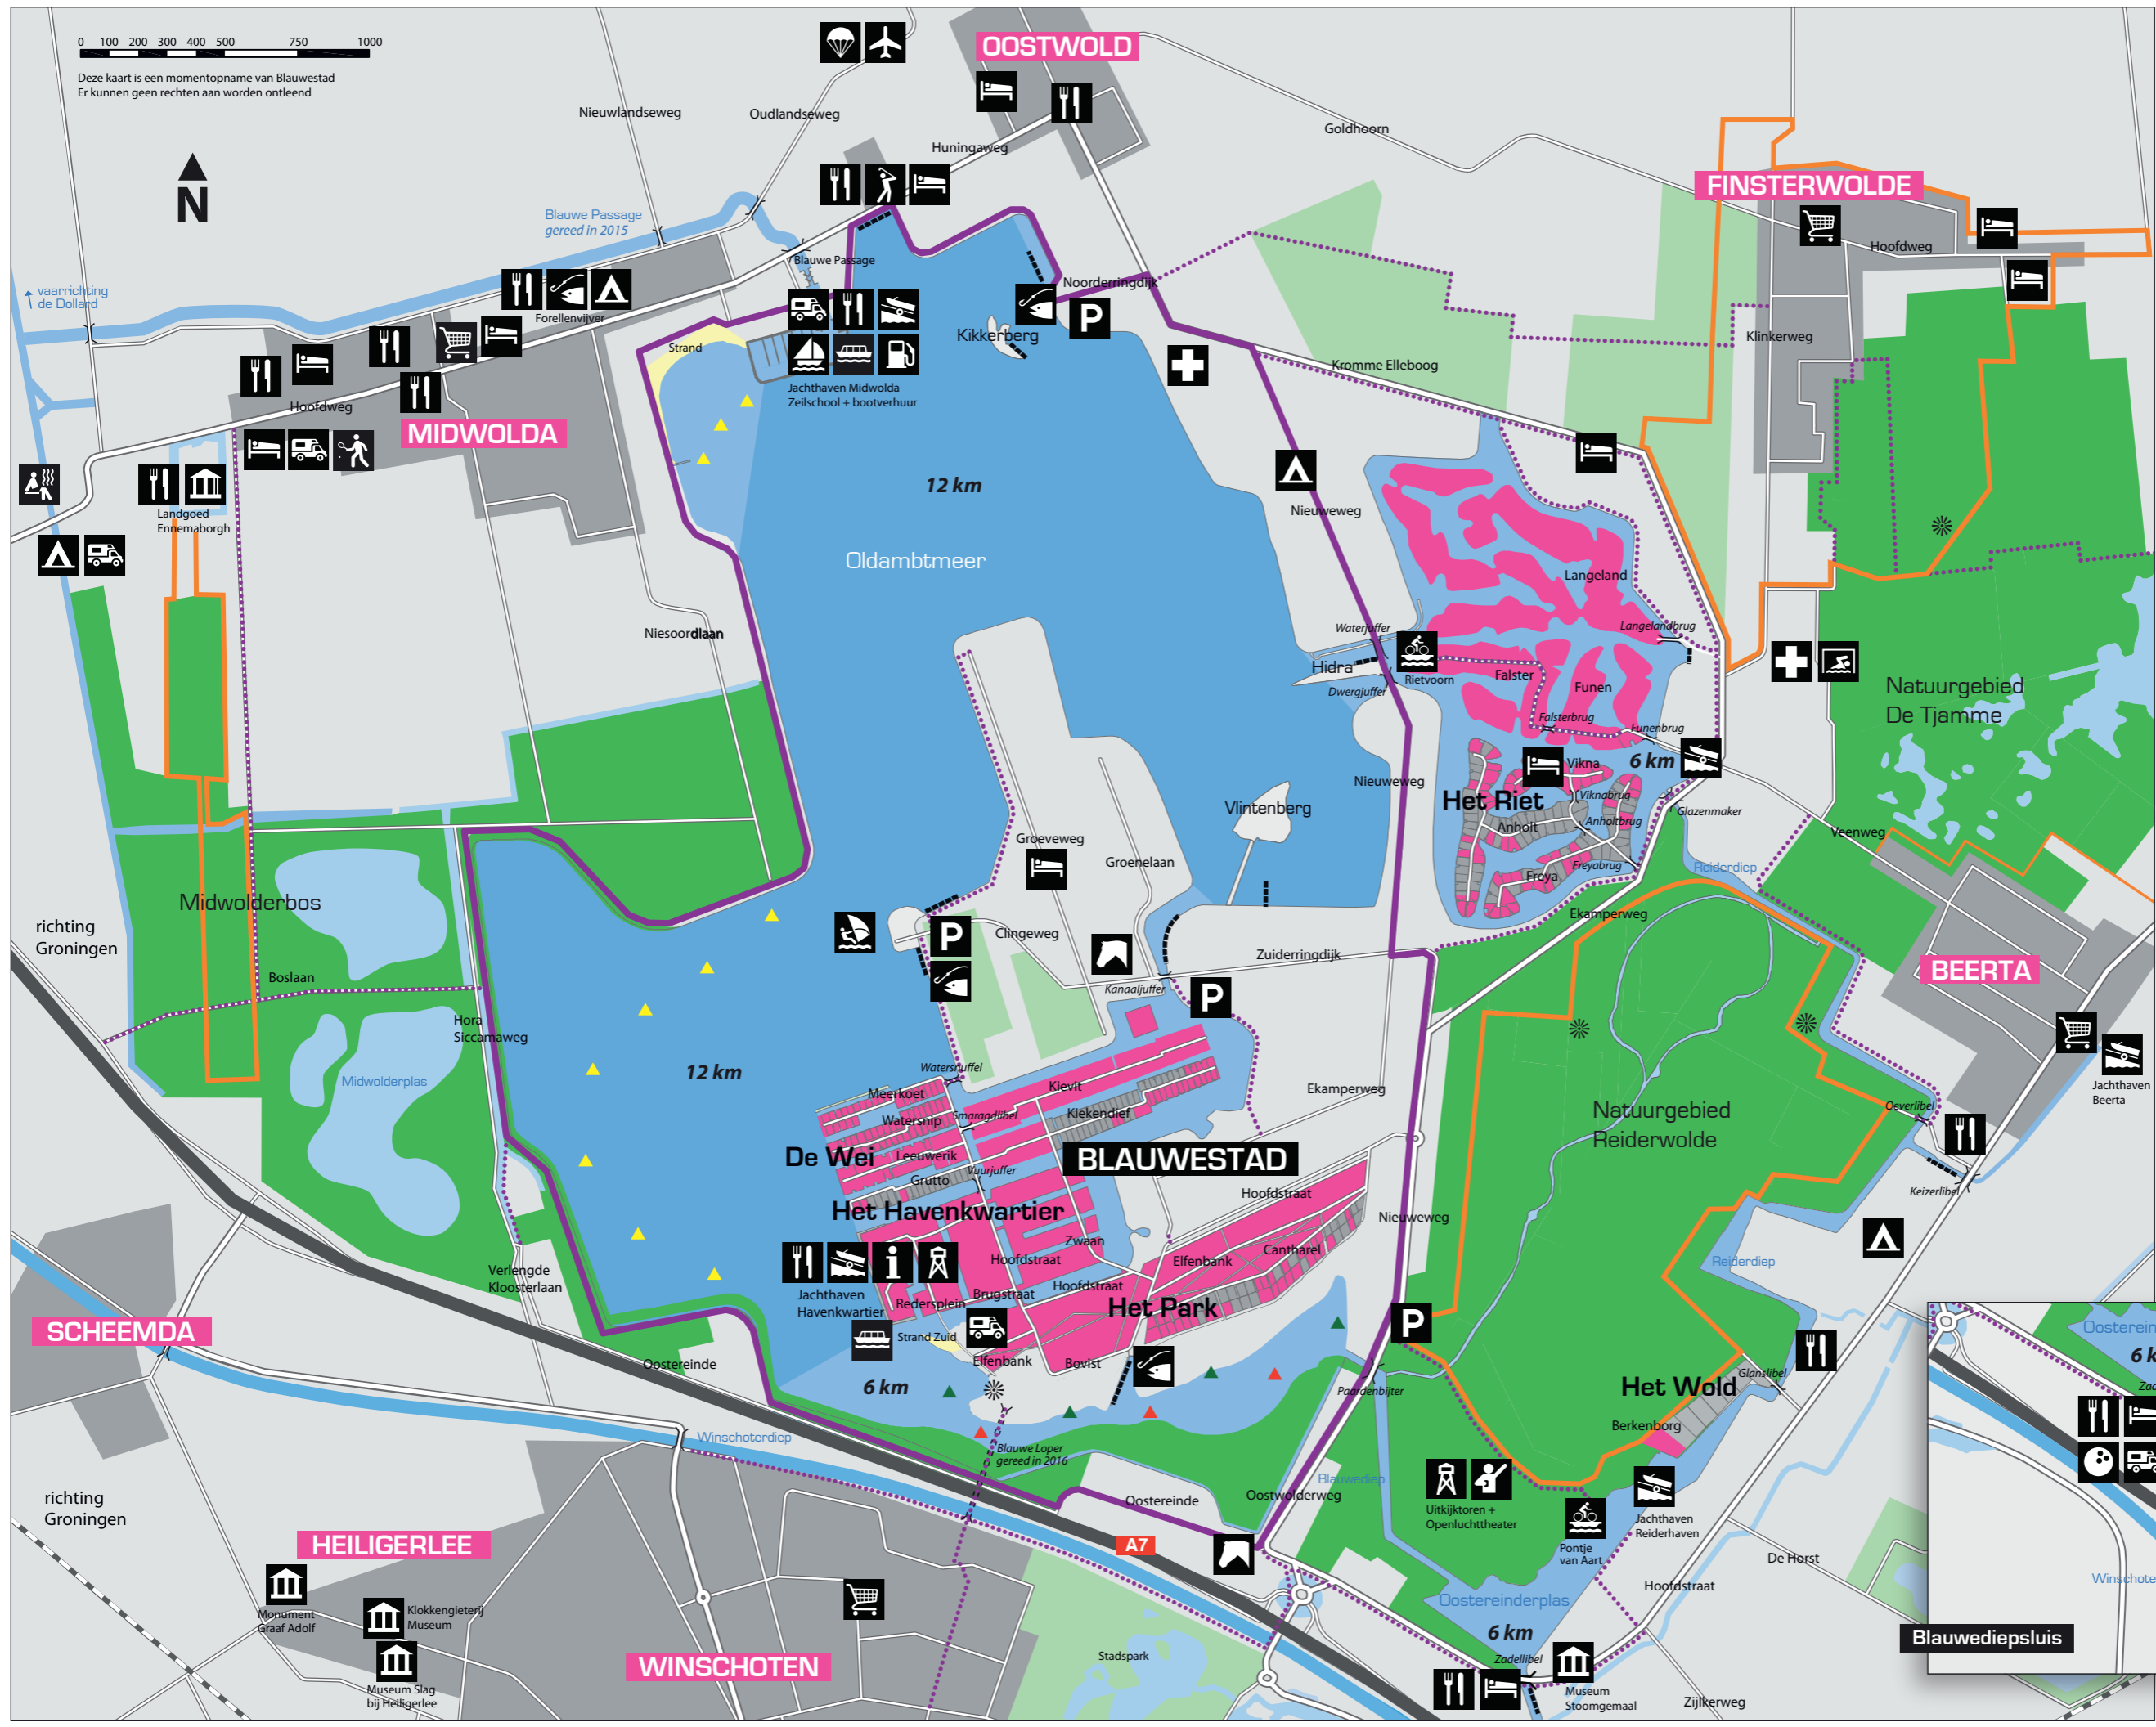 0 100 200 300 400 500 750 1000
Deze kaart is een momentopname van Blauwestad
Er kunnen geen rechten aan worden ontleend
N
OOSTWOLD
Nieuwlandseweg
Oudlandseweg
Huningaweg
Goldhoorn
FINSTERWOLDE
Hoofdweg
Blauwe Passage
gereed in 2015
Blauwe Passage
vaarrichting
de Dollard
Forellenvijver
Noorderringdijk
P
Kikkerberg
Strand
Klinkerweg
Kromme Elleboog
Jachthaven Midwolda
Zeilschool + bootverhuur
Hoofdweg
MIDWOLDA
12 km
Nieuweweg
Landgoed
Ennemaborgh
Oldambtmeer
Langeland
Niesoordlaan
Waterjuffer
Langelandbrug
Hidra
Rietvoorn
Falster
Funen
Dwergjuffer
Natuurgebied
De Tjamme
Falsterbrug
Funenbrug
6 km
Vikna
Nieuweweg
Het Riet
Viknabrug
Vlintenberg
Glazenmaker
Anholt
Anholtbrug
Veenweg
Groeveweg
Groenelaan
Freyabrug
Reiderdiep
Freya
Midwolderbos
Ekamperweg
richting
Groningen
P
Clingeweg
Zuiderringdijk
BEERTA
Boslaan
Kanaaljuffer
P
Hora
Siccamaweg
Watersnuffel
12 km
Midwolderplas
Meerkoet
Kievit
Ekamperweg
Jachthaven
Beerta
Watersnip
Smaragdlibel
Kiekendief
Natuurgebied
Reiderwolde
Oeverlibel
De Wei
Leeuwerik
BLAUWESTAD
Vuurjuffer
Grutto
Hoofdstraat
Keizerlibel
Het Havenkwartier
Nieuweweg
Zwaan
Cantharel
Hoofdstraat
Elfenbank
Reiderdiep
Verlengde
Kloosterlaan
Hoofdstraat
i
Jachthaven
Havenkwartier
Brugstraat
Redersplein
Het Park
P
SCHEEMDA
Strand Zuid
Oostereinde
Elfenbank
Bovist
Glanslibel
6 km
Paardenbijter
Het Wold
Berkenborg
Winschoterdiep
Blauwe Loper
gereed in 2016
Blauwediep
richting
Groningen
Oostereinde
Oostwolderweg
Uitkijktoren +
Openluchttheater
Jachthaven
Reiderhaven
HEILIGERLEE
A7
Pontje
van Aart
De Horst
Hoofdstraat
Monument
Graaf Adolf
Klokkengieterij
Museum
Oostereinderplas
6 km
WINSCHOTEN
Stadspark
Zadellibel
Museum Slag
bij Heiligerlee
Museum
Stoomgemaal
Zijlkerweg
Blauwediepsluis